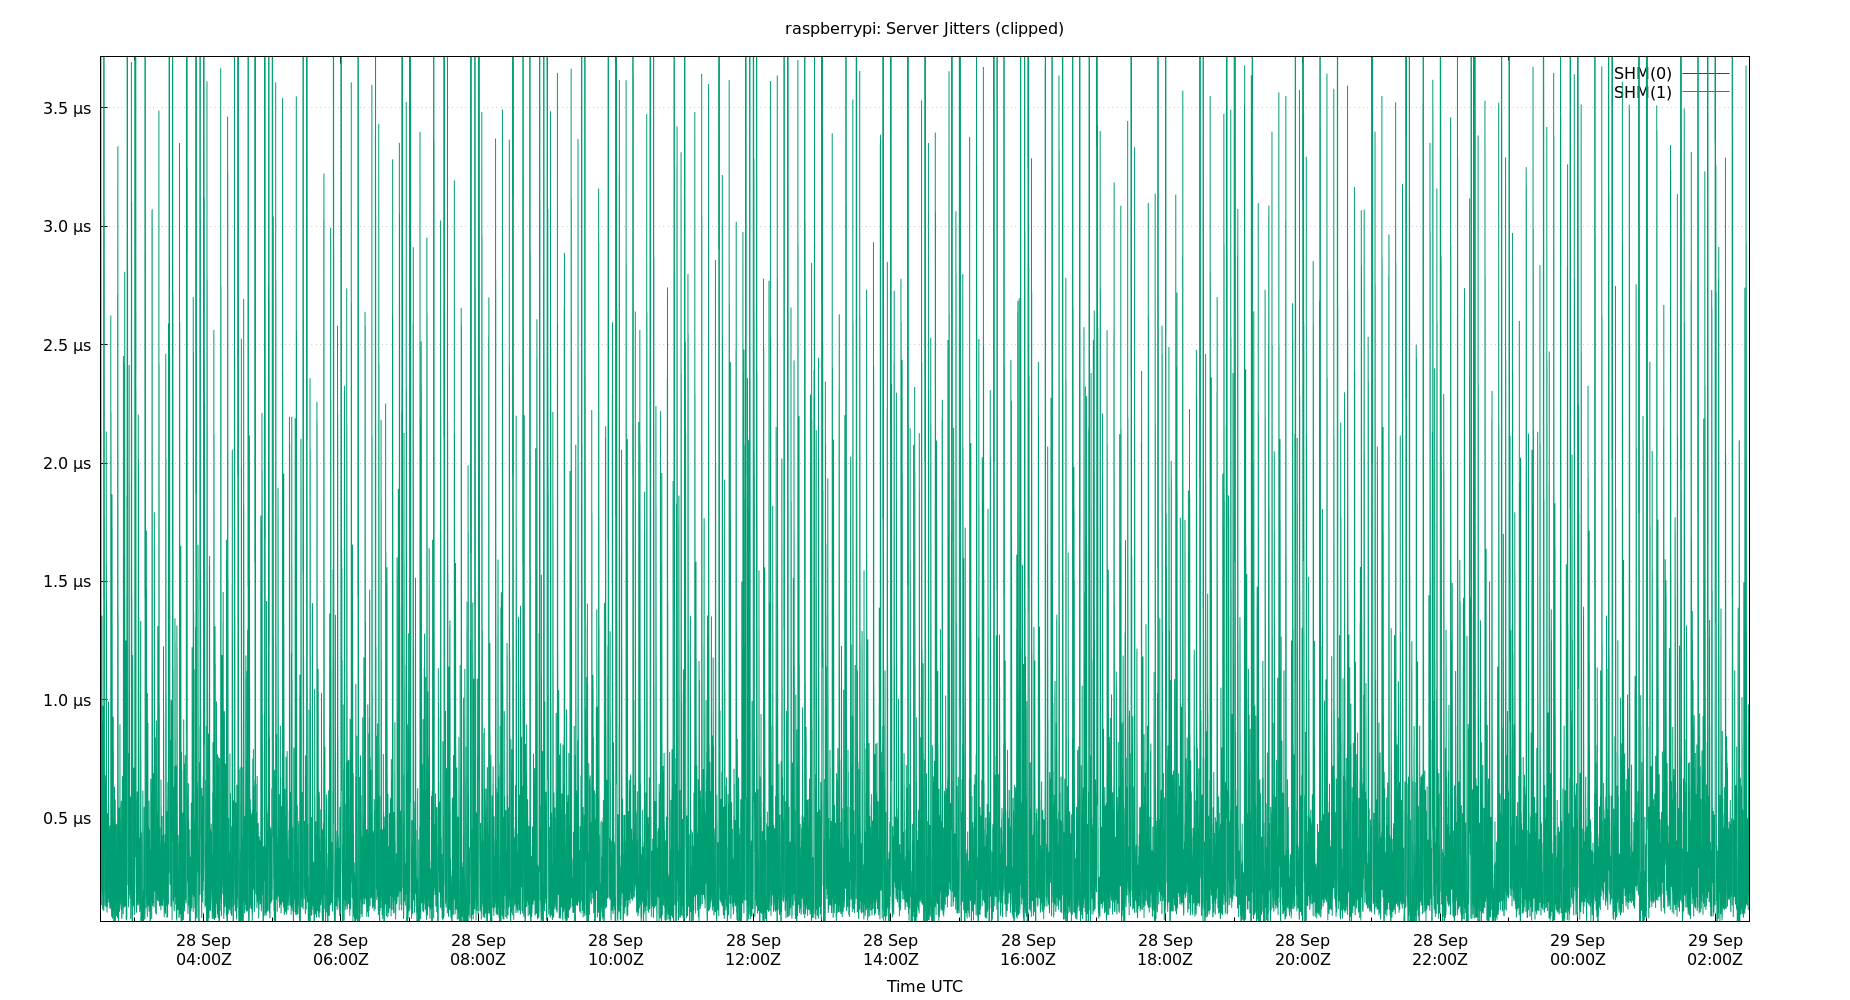 raspberrypi: Server Jitters (clipped)
SHM(0)
SHM(1)
3.5 µs
3.0 µs
2.5 µs
2.0 µs
1.5 µs
1.0 µs
0.5 µs
28 Sep 28 Sep 28 Sep 28 Sep 28 Sep 28 Sep 28 Sep 28 Sep 28 Sep 28 Sep 29 Sep 29 Sep
04:00Z 06:00Z 08:00Z 10:00Z 12:00Z 14:00Z 16:00Z 18:00Z 20:00Z 22:00Z 00:00Z 02:00Z
Time UTC